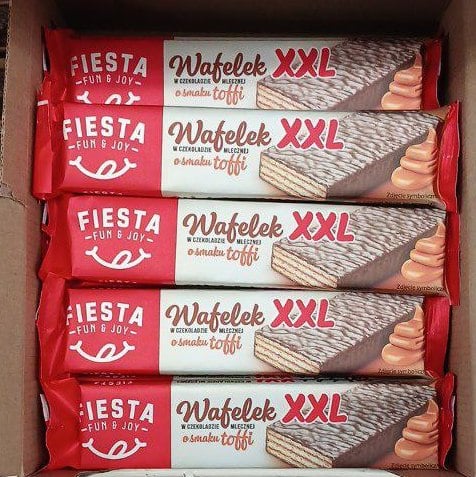 FIESTA
FUN & JOY
Wafelek XXL
W CZEKOLADZIE MLECZNEJ
o smaku toffi
FIESTA
FUN & JOY
Wafelek XXL
W CZEKOLADZIE MLECZNEJ
o smaku toffi
Zdjęcie symboliczne
FIESTA
FUN & JOY
Wafelek XXL
W CZEKOLADZIE MLECZNEJ
o smaku toffi
Zdjęcie symboliczn
FIESTA
FUN & JOY
Wafelek XXL
W CZEKOLADZIE MLECZNEJ
o smaku toffi
Zdjęcie symboliczne
FIESTA
FUN & JOY
Wafelek XXL
W CZEKOLADZIE MLECZNEJ
o smaku toffi